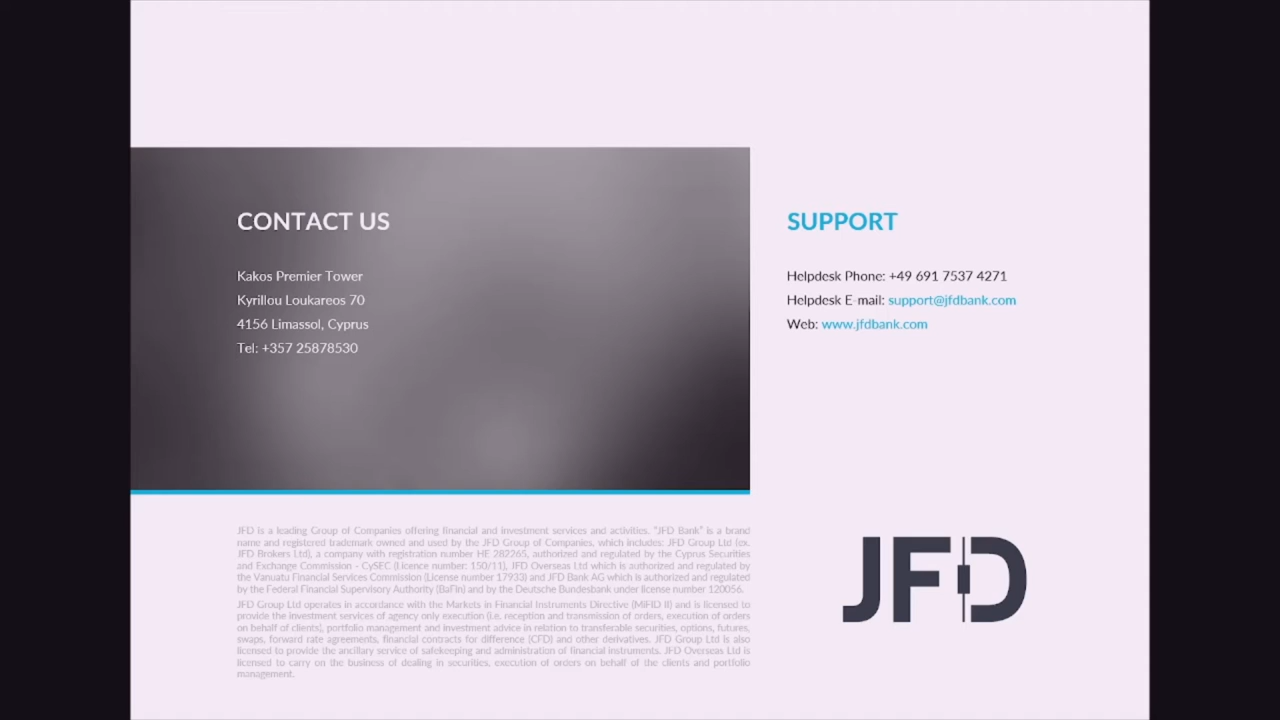 CONTACT US
Kakos Premier Tower
Kyrillou Loukareos 70
4156 Limassol, Cyprus
Tel: +357 25878530
SUPPORT
Helpdesk Phone: +49 691 7537 4271
Helpdesk E-mail: support@jfdbank.com
Web: www.jfdbank.com
JFD is a leading Group of Companies offering financial and investment services and activities. "JFD Bank" is a brand
name and registered trademark owned and used by the JFD Group of Companies, which includes: JFD Group Ltd (ex.
JFD Brokers Ltd), a company with registration number HE 282265, authorized and regulated by the Cyprus Securities
and Exchange Commission - CySEC (Licence number: 150/11), JFD Overseas Ltd which is authorized and regulated by
the Vanuatu Financial Services Commission (License number 17933) and JFD Bank AG which is authorized and regulated
by the Federal Financial Supervisory Authority (BaFin) and by the Deutsche Bundesbank under license number 120056.
JFD Group Ltd operates in accordance with the Markets in Financial Instruments Directive (MiFID II) and is licensed to
provide the investment services of agency only execution (i.e. reception and transmission of orders, execution of orders
on behalf of clients), portfolio management and investment advice in relation to transferable securities, options, futures,
swaps, forward rate agreements, financial contracts for difference (CFD) and other derivatives. JFD Group Ltd is also
licensed to provide the ancillary service of safekeeping and administration of financial instruments. JFD Overseas Ltd is
licensed to carry on the business of dealing in securities, execution of orders on behalf of the clients and portfolio
management.
JFD